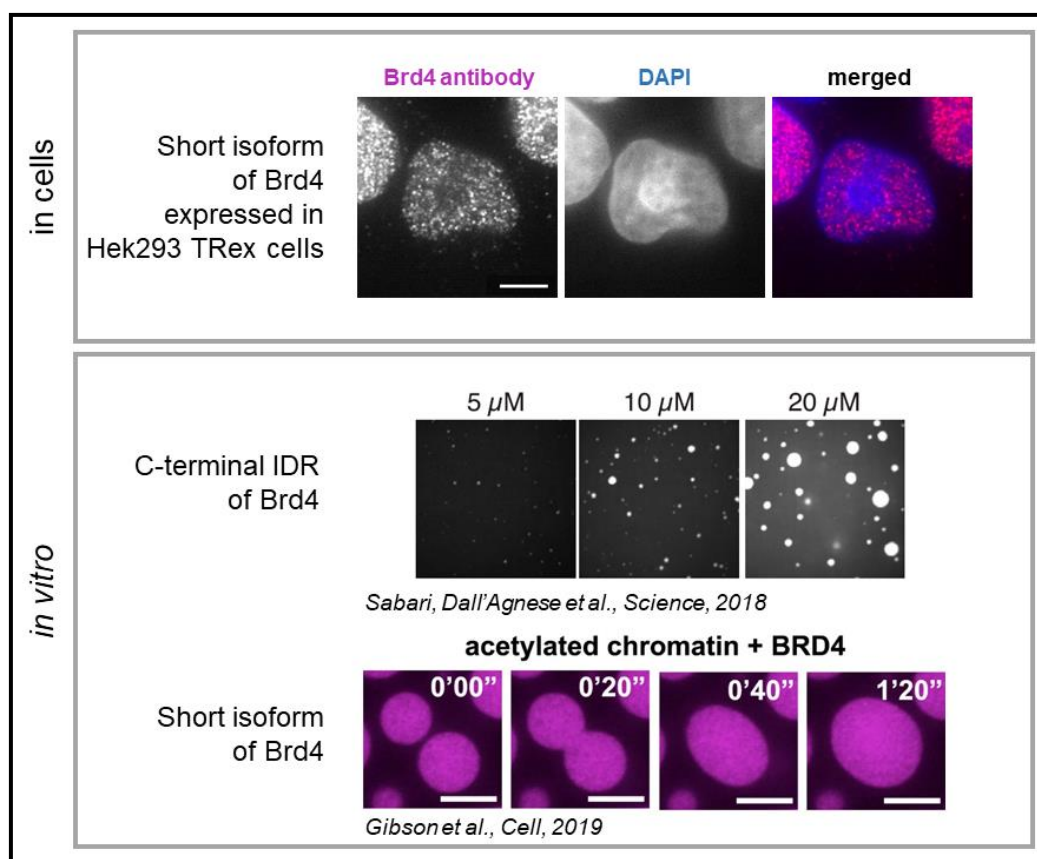 in cells
Brd4 antibody
DAPI
merged
Short isoform
of Brd4
expressed in
Hek293 TRex cells
in vitro
5 µM
10 µM
20 µM
C-terminal IDR
of Brd4
Sabari, Dall'Agnese et al., Science, 2018
acetylated chromatin + BRD4
0'00”
0'20”
0'40”
1'20”
Short isoform
of Brd4
Gibson et al., Cell, 2019